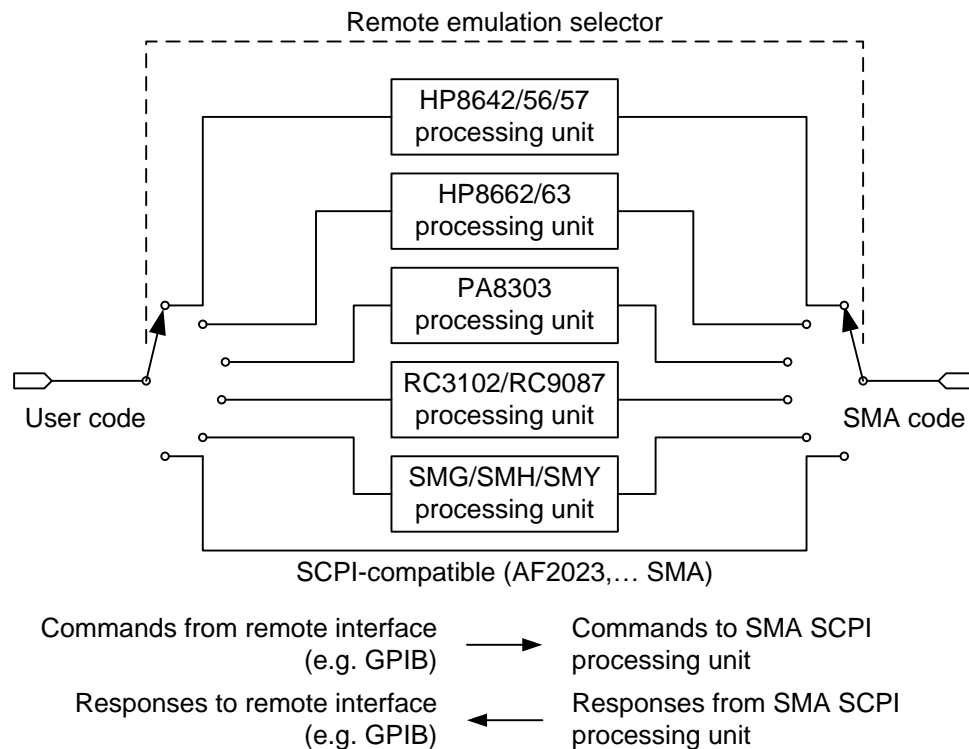 Remote emulation selector
HP8642/56/57
processing unit
HP8662/63
processing unit
PA8303
processing unit
RC3102/RC9087
processing unit
User code
SMA code
SMG/SMH/SMY
processing unit
SCPI-compatible (AF2023,… SMA)
Commands from remote interface
(e.g. GPIB)
Commands to SMA SCPI
processing unit
Responses to remote interface
(e.g. GPIB)
Responses from SMA SCPI
processing unit